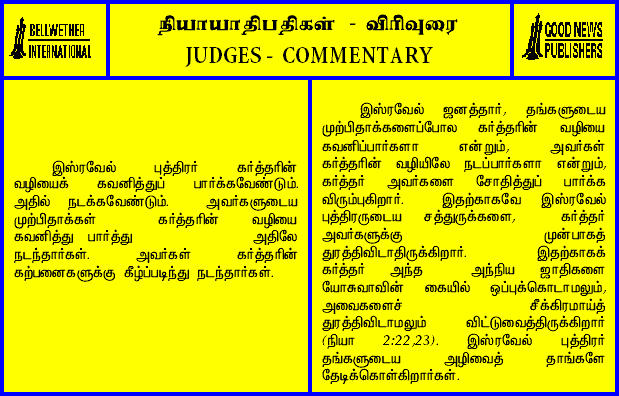 BELLWETHER
INTERNATIONAL
நியாயாதிபதிகள் - விரிவுரை
JUDGES - COMMENTARY
GOOD NEWS
PUBLISHERS
இஸ்ரவேல் புத்திரர் கர்த்தரின்
வழியைக் கவனித்துப் பார்க்கவேண்டும்.
அதில் நடக்கவேண்டும். அவர்களுடைய
முற்பிதாக்கள் கர்த்தரின் வழியை
கவனித்து பார்த்து அதிலே
நடந்தார்கள். அவர்கள் கர்த்தரின்
கற்பனைகளுக்கு கீழ்ப்படிந்து நடந்தார்கள்.
இஸ்ரவேல் ஜனத்தார், தங்களுடைய
முற்பிதாக்களைப்போல கர்த்தரின் வழியை
கவனிப்பார்களா என்றும், அவர்கள்
கர்த்தரின் வழியிலே நடப்பார்களா என்றும்,
கர்த்தர் அவர்களை சோதித்துப் பார்க்க
விரும்புகிறார். இதற்காகவே இஸ்ரவேல்
புத்திரருடைய சத்துருக்களை, கர்த்தர்
அவர்களுக்கு முன்பாகத்
துரத்திவிடாதிருக்கிறார். இதற்காகக்
கர்த்தர் அந்த அந்நிய ஜாதிகளை
யோசுவாவின் கையில் ஒப்புக்கொடாமலும்,
அவைகளைச் சீக்கிரமாய்த்
துரத்திவிடாமலும் விட்டுவைத்திருக்கிறார்
(நியா 2:22,23). இஸ்ரவேல் புத்திரர்
தங்களுடைய அழிவைத் தாங்களே
தேடிக்கொள்கிறார்கள்.